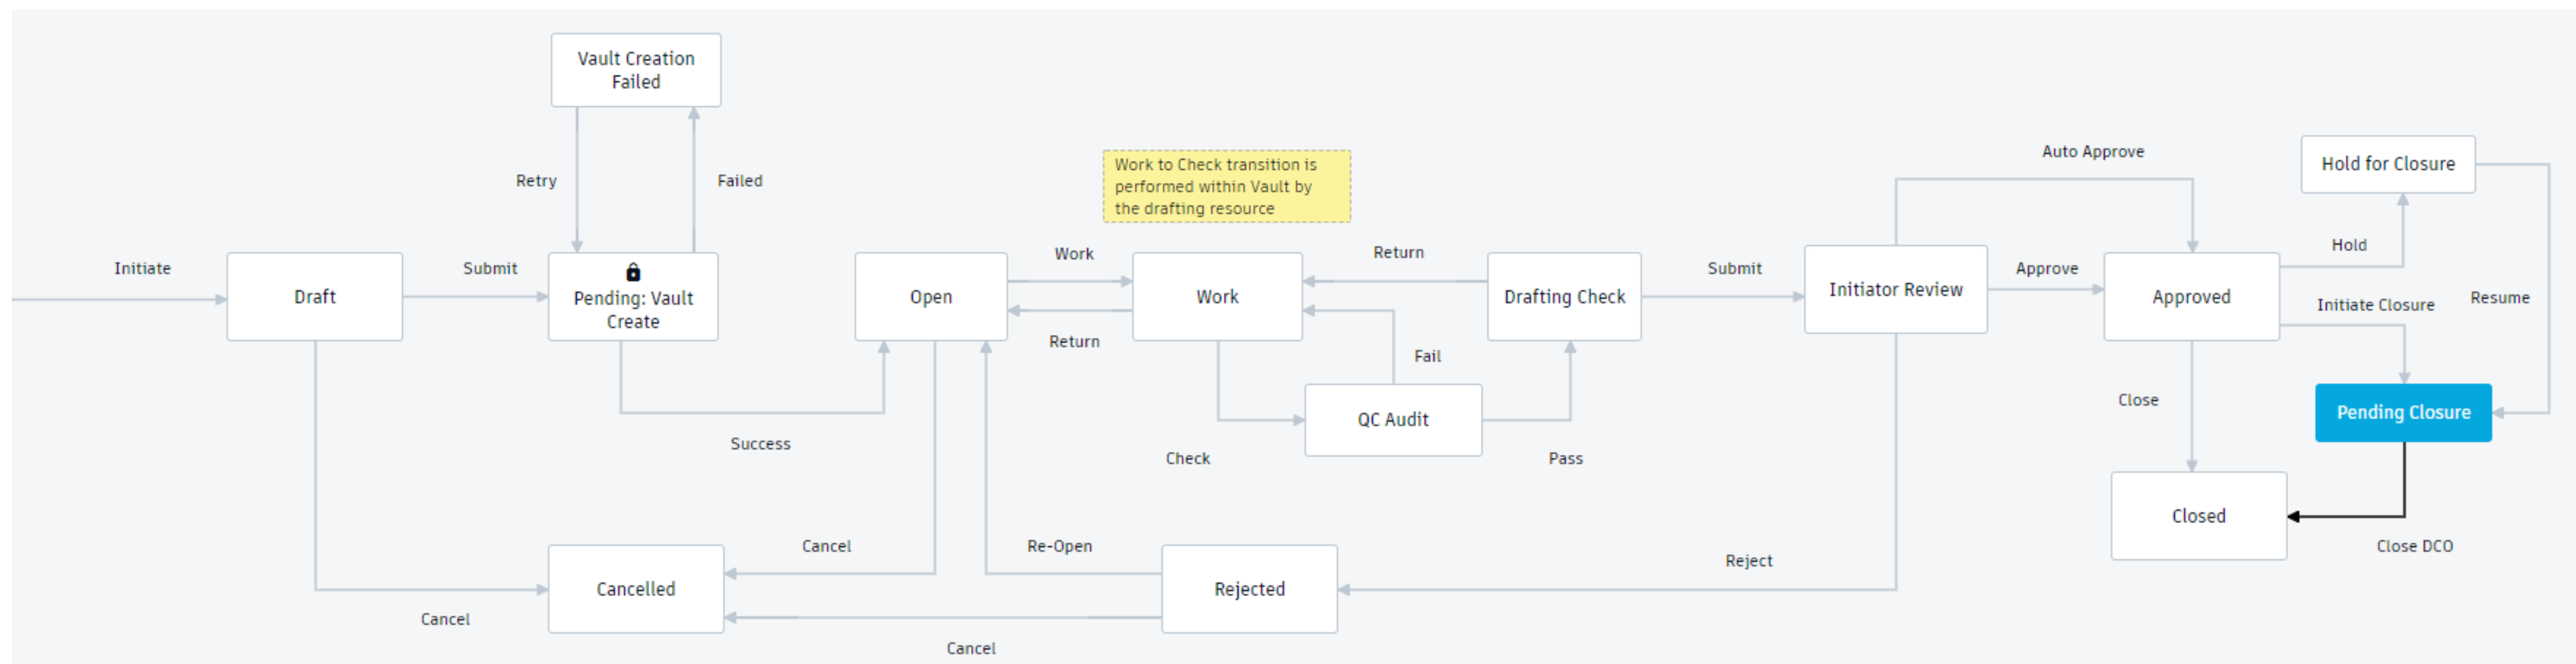 Vault Creation
Failed
Retry
Failed
Work to Check transition is
performed within Vault by
the drafting resource
Auto Approve
Hold for Closure
Initiate
Draft
Submit
Pending: Vault
Create
Open
Work
Return
Work
Return
Drafting Check
Submit
Initiator Review
Approve
Approved
Hold
Initiate Closure
Resume
Success
Check
QC Audit
Fail
Pass
Close
Pending Closure
Closed
Close DCO
Cancel
Cancelled
Cancel
Re-Open
Rejected
Reject
Cancel